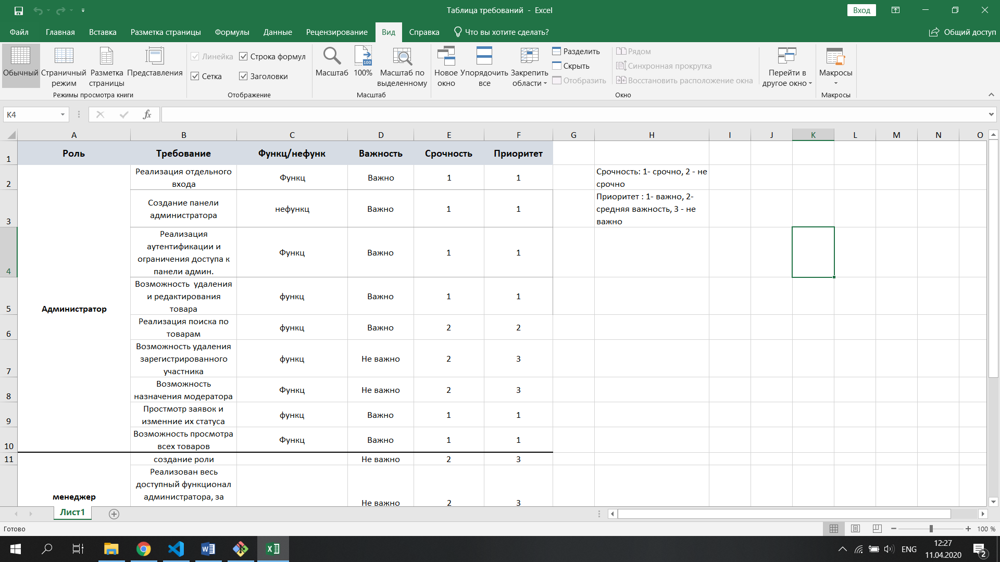 Таблица требований - Excel
Вход
Файл Главная Вставка Разметка страницы Формулы Данные Рецензирование Вид Справка Что вы хотите сделать? Общий доступ
Обычный
Страничный режим
Разметка страницы
Представления
Режимы просмотра книги
Линейка
Строка формул
Сетка
Заголовки
Отображение
Масштаб
100
100%
Масштаб по выделенному
Масштаб
Новое окно
Упорядочить все
Закрепить области
Разделить
Скрыть
Отобразить
Рядом
Синхронная прокрутка
Восстановить расположение окна
Окно
Перейти в другое окно
Макросы
Макросы
K4
fx
A B C D E F G H I J K L M N O
1 Роль Требование Функц/нефунк Важность Срочность Приоритет
2 Реализация отдельного
входа
Функц Важно 1 1
Срочность: 1- срочно, 2 - не
срочно
3 Создание панели
администратора
нефункц Важно 1 1
Приоритет : 1- важно, 2-
средняя важность, 3 - не
важно
4 Реализация
аутентификации и
ограничения доступа к
панели админ.
Функц Важно 1 1
5 Администратор
Возможность  удаления
и редактирования
товара
функц Важно 1 1
6 Реализация поиска по
товарам
функц Важно 2 2
7 Возможность удаления
зарегистрированного
участника
функц Не важно 2 3
8 Возможность
назначения модератора
Функц Не важно 2 3
9 Простмотр заявок и
изменние их статуса
функц Важно 1 1
10 Возможность просмотра
всех товаров
Функц Важно 1 1
11 создание роли Не важно 2 3
менеджер
Реализован весь
доступный функционал
администратора, за
Не важно 2 3
Лист1
Готово
100 %
ENG
12:27
11.04.2020
2